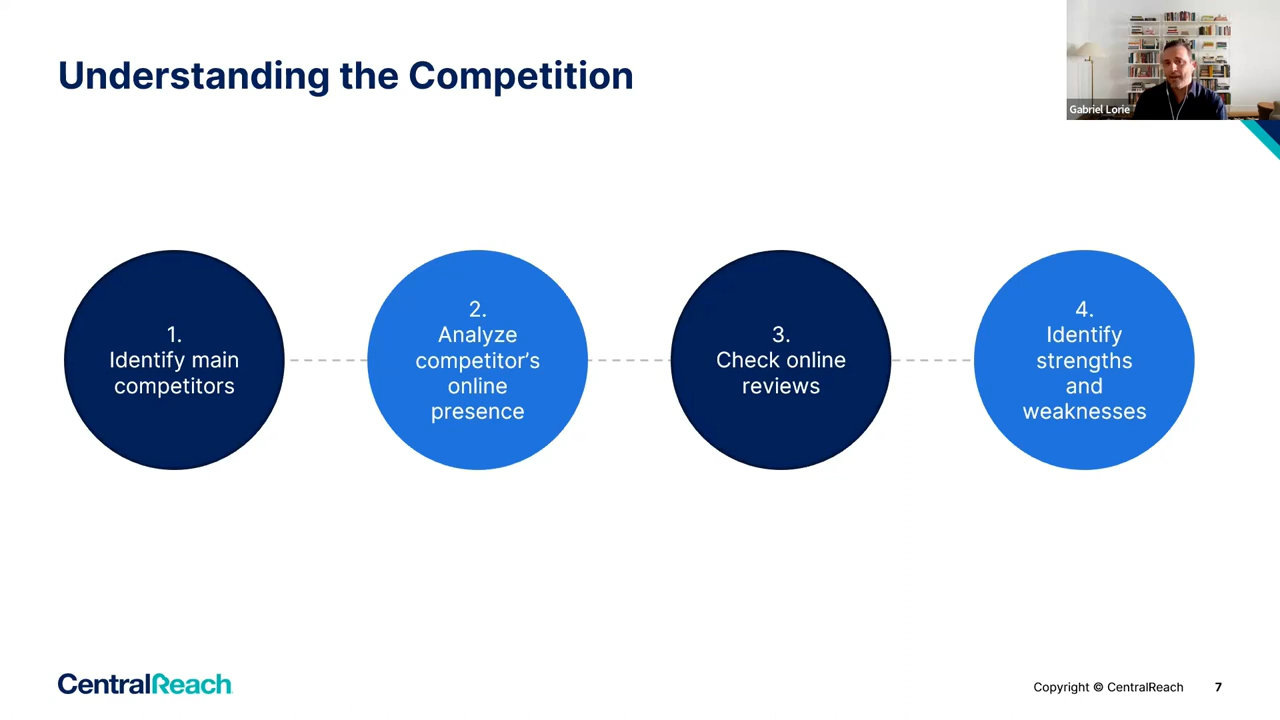 Understanding the Competition
Gabriel Lorie
1.
Identify main
competitors
2.
Analyze
competitor’s
online
presence
3.
Check online
reviews
4.
Identify
strengths
and
weaknesses
CentralReach
Copyright © CentralReach 7